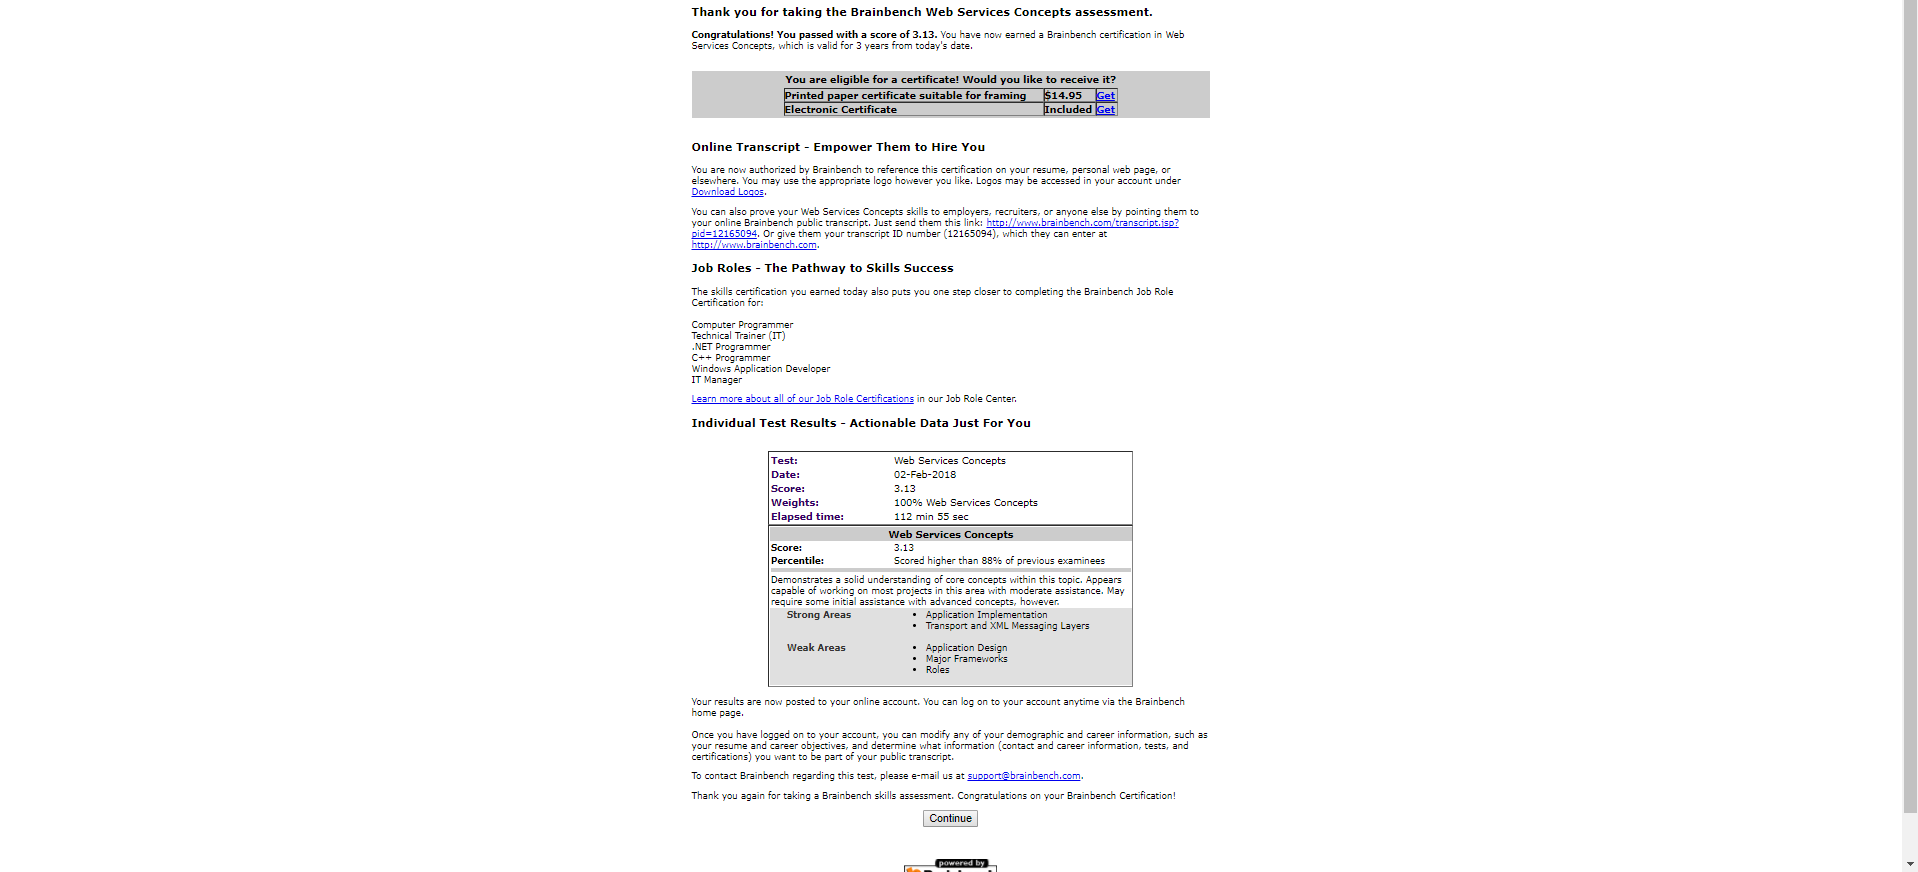 Thank you for taking the Brainbench Web Services Concepts assessment.
Congratulations! You passed with a score of 3.13. You have now earned a Brainbench certification in Web
Services Concepts, which is valid for 3 years from today's date.
You are eligible for a certificate! Would you like to receive it?
Printed paper certificate suitable for framing $14.95 Get
Electronic Certificate Included Get
Online Transcript - Empower Them to Hire You
You are now authorized by Brainbench to reference this certification on your resume, personal web page, or
elsewhere. You may use the appropriate logo however you like. Logos may be accessed in your account under
Download Logos.
You can also prove your Web Services Concepts skills to employers, recruiters, or anyone else by pointing them to
your online Brainbench public transcript. Just send them this link: http://www.brainbench.com/transcript.jsp?
pid=12165094. Or give them your transcript ID number (12165094), which they can enter at
http://www.brainbench.com.
Job Roles - The Pathway to Skills Success
The skills certification you earned today also puts you one step closer to completing the Brainbench Job Role
Certification for:
Computer Programmer
Technical Trainer (IT)
.NET Programmer
C++ Programmer
Windows Application Developer
IT Manager
Learn more about all of our Job Role Certifications in our Job Role Center.
Individual Test Results - Actionable Data Just For You
Test: Web Services Concepts
Date: 02-Feb-2018
Score: 3.13
Weights: 100% Web Services Concepts
Elapsed time: 112 min 55 sec
Web Services Concepts
Score: 3.13
Percentile: Scored higher than 88% of previous examinees
Demonstrates a solid understanding of core concepts within this topic. Appears
capable of working on most projects in this area with moderate assistance. May
require some initial assistance with advanced concepts, however.
Strong Areas • Application Implementation
• Transport and XML Messaging Layers
Weak Areas • Application Design
• Major Frameworks
• Roles
Your results are now posted to your online account. You can log on to your account anytime via the Brainbench
home page.
Once you have logged on to your account, you can modify any of your demographic and career information, such as
your resume and career objectives, and determine what information (contact and career information, tests, and
certifications) you want to be part of your public transcript.
To contact Brainbench regarding this test, please e-mail us at support@brainbench.com.
Thank you again for taking a Brainbench skills assessment. Congratulations on your Brainbench Certification!
Continue
powered by